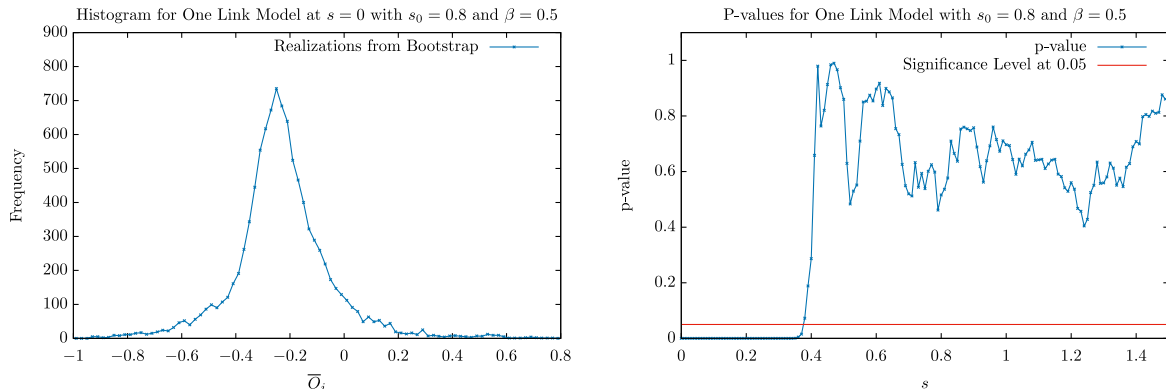 Histogram for One Link Model at s = 0 with s₀ = 0.8 and β = 0.5
900
800
700
600
500
400
300
200
100
0
Frequency
Realizations from Bootstrap
−1 −0.8 −0.6 −0.4 −0.2 0 0.2 0.4 0.6 0.8
O̅ᵢ
P-values for One Link Model with s₀ = 0.8 and β = 0.5
1
0.8
0.6
0.4
0.2
0
p-value
p-value
Significance Level at 0.05
0 0.2 0.4 0.6 0.8 1 1.2 1.4
s